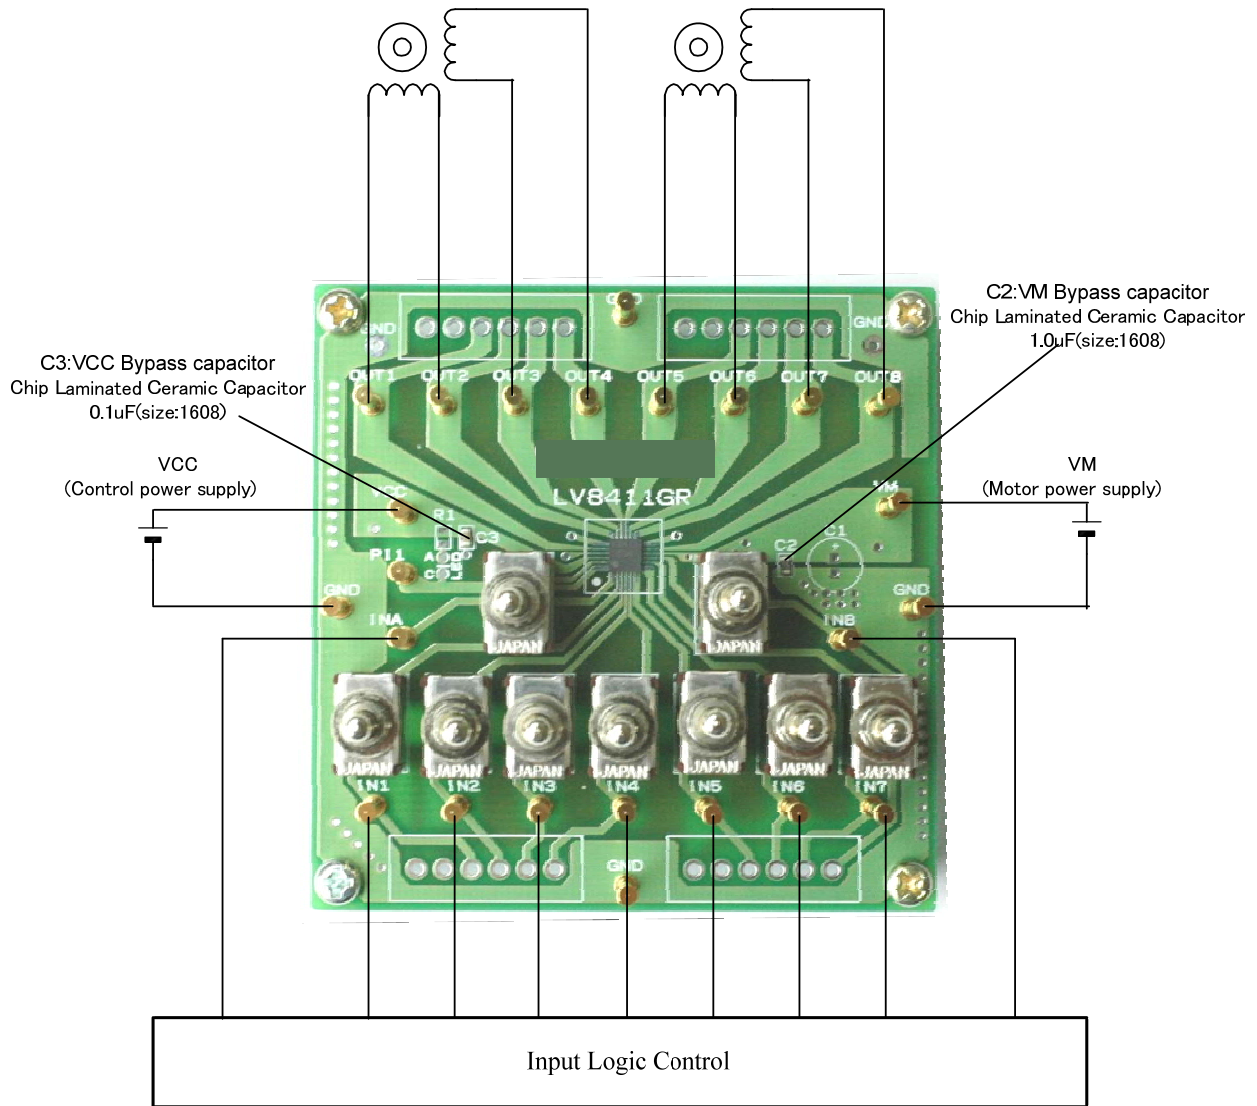 C2:VM Bypass capacitor
Chip Laminated Ceramic Capacitor
1.0uF(size:1608)
C3:VCC Bypass capacitor
Chip Laminated Ceramic Capacitor
0.1uF(size:1608)
GND
GND
GND
OUT1 OUT2 OUT3 OUT4 OUT5 OUT6 OUT7 OUT8
VCC
(Control power supply)
VM
(Motor power supply)
LV8411GR
VCC
VM
R1
C3
C2
C1
+
PI1
A
C
LED
GND
GND
INA
IN8
JAPAN
JAPAN
JAPAN JAPAN JAPAN JAPAN JAPAN JAPAN JAPAN
IN1 IN2 IN3 IN4 IN5 IN6 IN7
GND
Input Logic Control